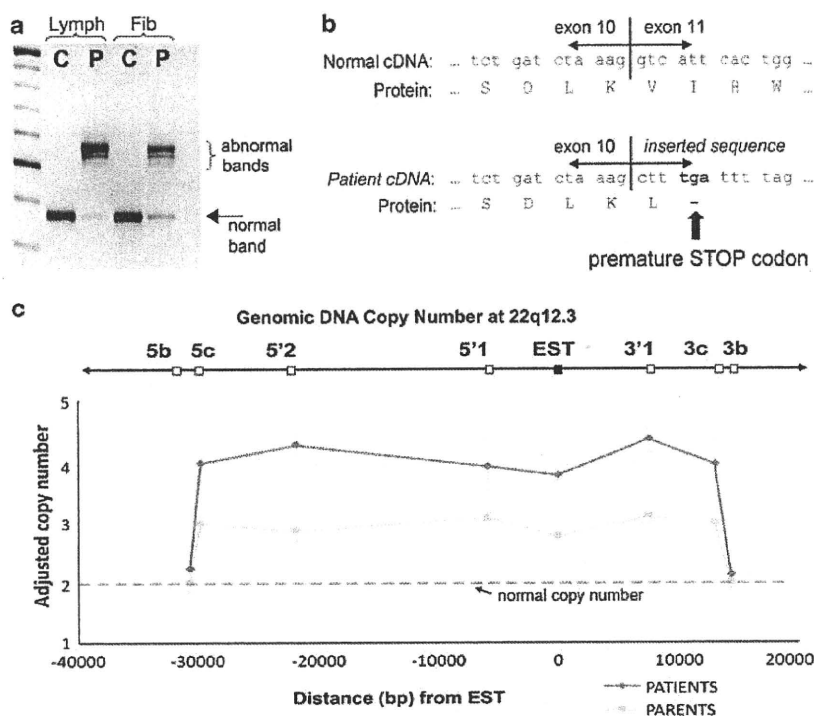 a
Lymph Fib
C P C P
abnormal
bands
normal
band
b
exon 10 exon 11
Normal cDNA: ... tct gat cta aag gtc att cac tgg ...
Protein: ... S D L K V I H W ...
exon 10 inserted sequence
Patient cDNA: ... tct gat cta aag ctt tga ttt tag ...
Protein: ... S D L K L –
premature STOP codon
c
Genomic DNA Copy Number at 22q12.3
5b 5c 5'2 5'1 EST 3'1 3c 3b
Adjusted copy number
5
4
3
2
1
normal copy number
-40000 -30000 -20000 -10000 0 10000 20000
Distance (bp) from EST
PATIENTS
PARENTS